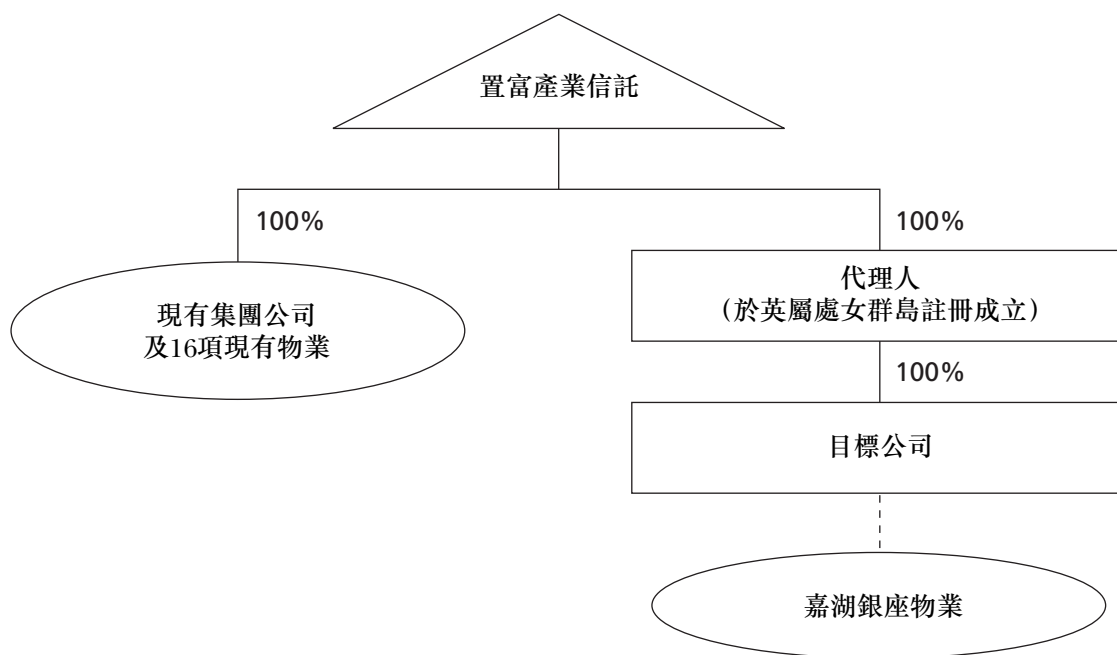 置富產業信託
100%
100%
現有集團公司
及16項現有物業
代理人
（於英屬處女群島註冊成立）
100%
目標公司
嘉湖銀座物業